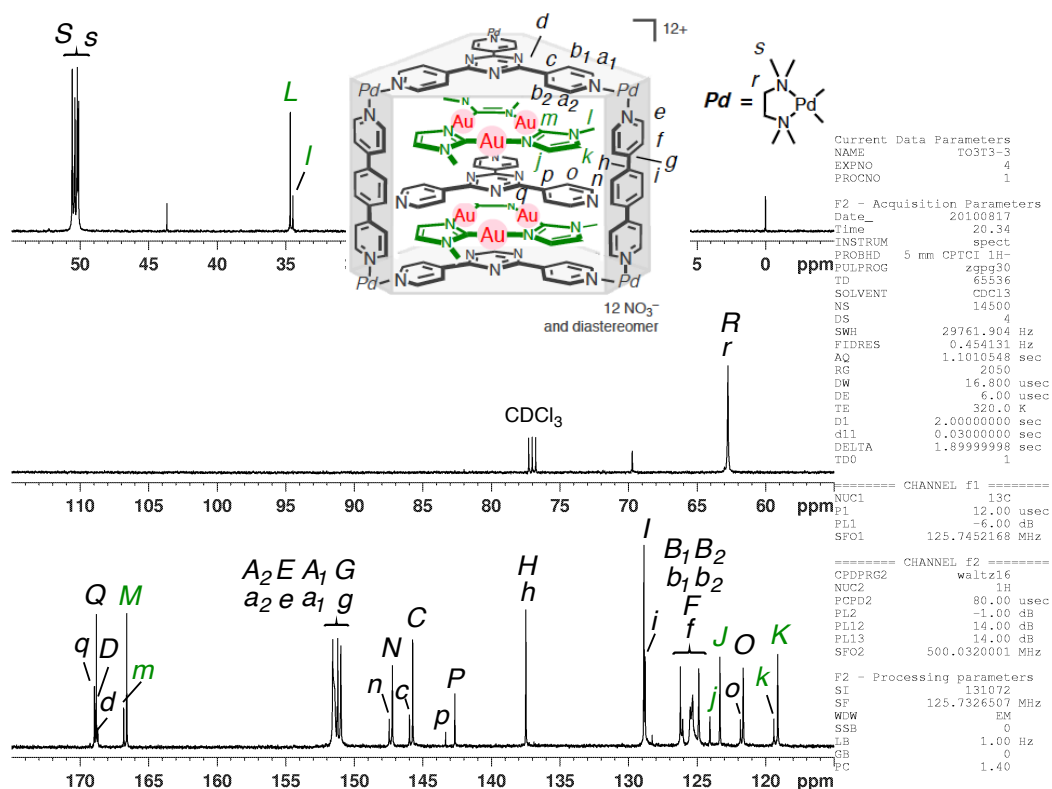 S s
L
l
50 45 40 35
Pd
d
c b1 a1
b2 a2
N N N N
Pd N N Pd
N N N N
Au Au m l
N N N N
Au
j k
e
f
g
h
i
p o n
N N
q
Au Au
Au
Pd N N Pd
]12+
12 NO3−
and diastereomer
s
r
N
Pd = Pd
N
5 0 ppm
R
r
CDCl3
110 105 100 95 90 85 80 75 70 65 60 ppm
Q M
q D m
d
A2 E A1 G
a2 e a1 g
N C
n c
P
p
H
h
I
i
B1 B2
b1 b2
F
f
J
j
O
o
K
k
170 165 160 155 150 145 140 135 130 125 120 ppm
Current Data Parameters
NAME TO3T3-3
EXPNO 4
PROCNO 1
F2 - Acquisition Parameters
Date_ 20100817
Time 20.34
INSTRUM spect
PROBHD 5 mm CPTCI 1H-
PULPROG zgpg30
TD 65536
SOLVENT CDCl3
NS 14500
DS 4
SWH 29761.904 Hz
FIDRES 0.454131 Hz
AQ 1.1010548 sec
RG 2050
DW 16.800 usec
DE 6.00 usec
TE 320.0 K
D1 2.00000000 sec
d11 0.03000000 sec
DELTA 1.89999998 sec
TD0 1
======== CHANNEL f1 ========
NUC1 13C
P1 12.00 usec
PL1 -6.00 dB
SFO1 125.7452168 MHz
======== CHANNEL f2 ========
CPDPRG2 waltz16
NUC2 1H
PCPD2 80.00 usec
PL2 -1.00 dB
PL12 14.00 dB
PL13 14.00 dB
SFO2 500.0320001 MHz
F2 - Processing parameters
SI 131072
SF 125.7326507 MHz
WDW EM
SSB 0
LB 1.00 Hz
GB 0
PC 1.40